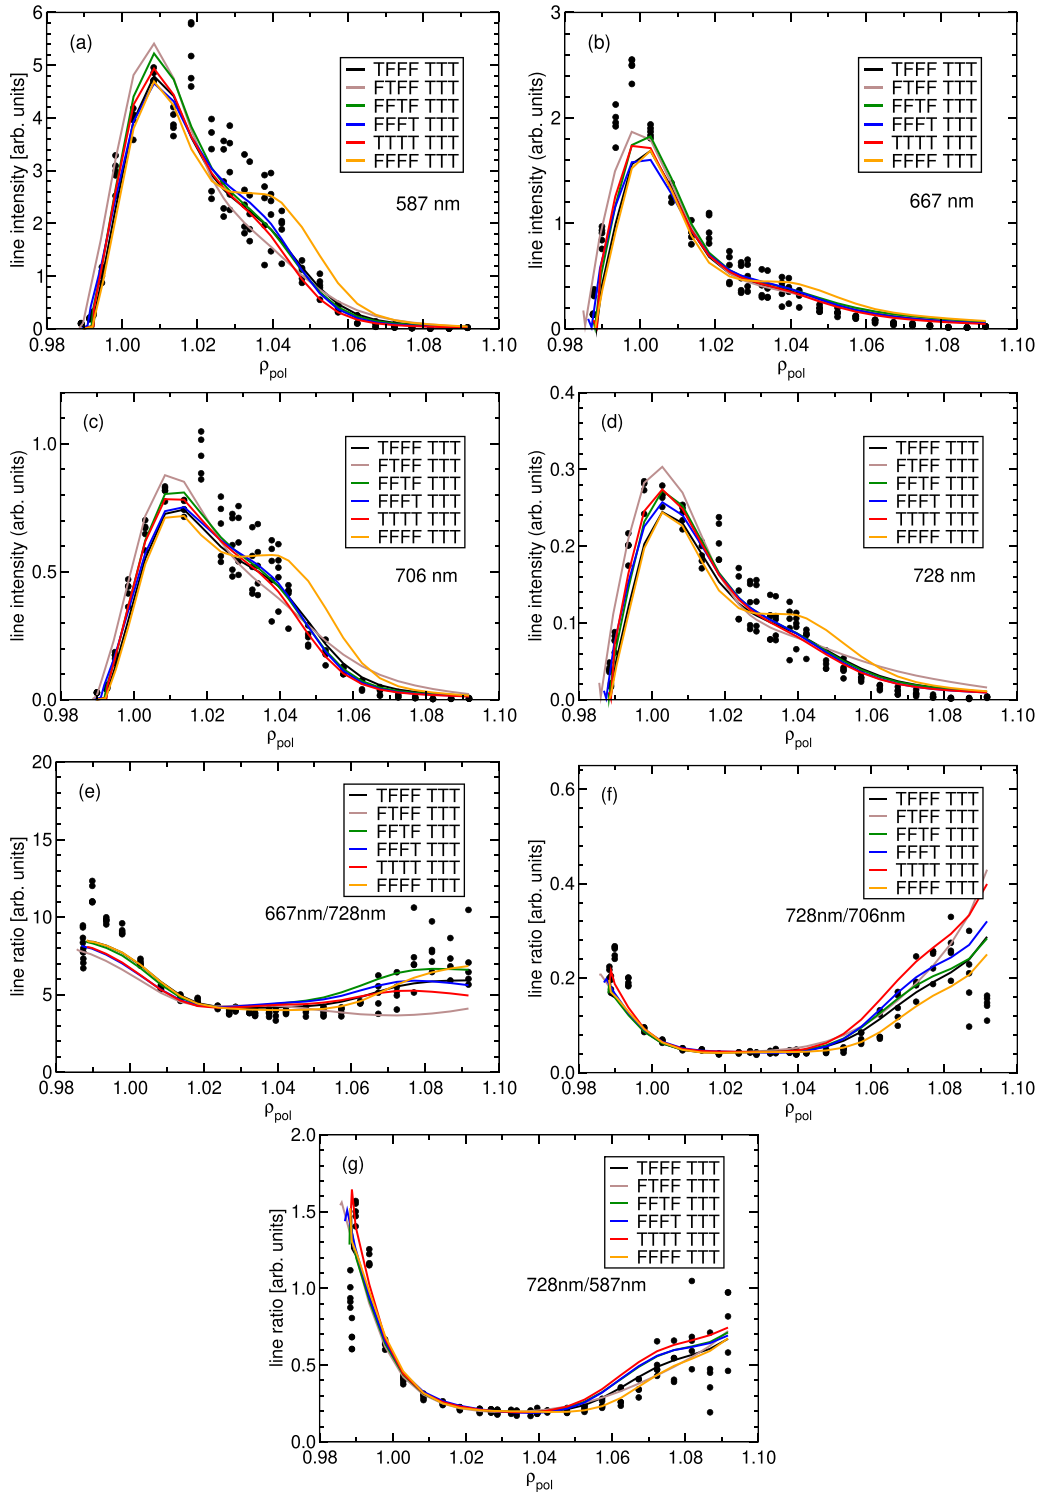 (a)
TFFF TTT
FTFF TTT
FFTF TTT
FFFT TTT
TTTT TTT
FFFF TTT
587 nm
line intensity [arb. units)
0
1
2
3
4
5
6
0.98 1.00 1.02 1.04 1.06 1.08 1.10
ρpol
(b)
TFFF TTT
FTFF TTT
FFTF TTT
FFFT TTT
TTTT TTT
FFFF TTT
667 nm
line intensity (arb. units)
0
1
2
3
0.98 1.00 1.02 1.04 1.06 1.08 1.10
ρpol
(c)
TFFF TTT
FTFF TTT
FFTF TTT
FFFT TTT
TTTT TTT
FFFF TTT
706 nm
line intensity (arb. units)
0.0
0.5
1.0
0.98 1.00 1.02 1.04 1.06 1.08 1.10
ρpol
(d)
TFFF TTT
FTFF TTT
FFTF TTT
FFFT TTT
TTTT TTT
FFFF TTT
728 nm
line intensity (arb. units)
0.0
0.1
0.2
0.3
0.4
0.98 1.00 1.02 1.04 1.06 1.08 1.10
ρpol
(e)
TFFF TTT
FTFF TTT
FFTF TTT
FFFT TTT
TTTT TTT
FFFF TTT
667nm/728nm
line ratio [arb. units]
0
5
10
15
20
0.98 1.00 1.02 1.04 1.06 1.08 1.10
ρpol
(f)
TFFF TTT
FTFF TTT
FFTF TTT
FFFT TTT
TTTT TTT
FFFF TTT
728nm/706nm
line ratio [arb. units]
0.0
0.2
0.4
0.6
0.98 1.00 1.02 1.04 1.06 1.08 1.10
ρpol
(g)
TFFF TTT
FTFF TTT
FFTF TTT
FFFT TTT
TTTT TTT
FFFF TTT
728nm/587nm
line ratio [arb. units]
0.0
0.5
1.0
1.5
2.0
0.98 1.00 1.02 1.04 1.06 1.08 1.10
ρpol